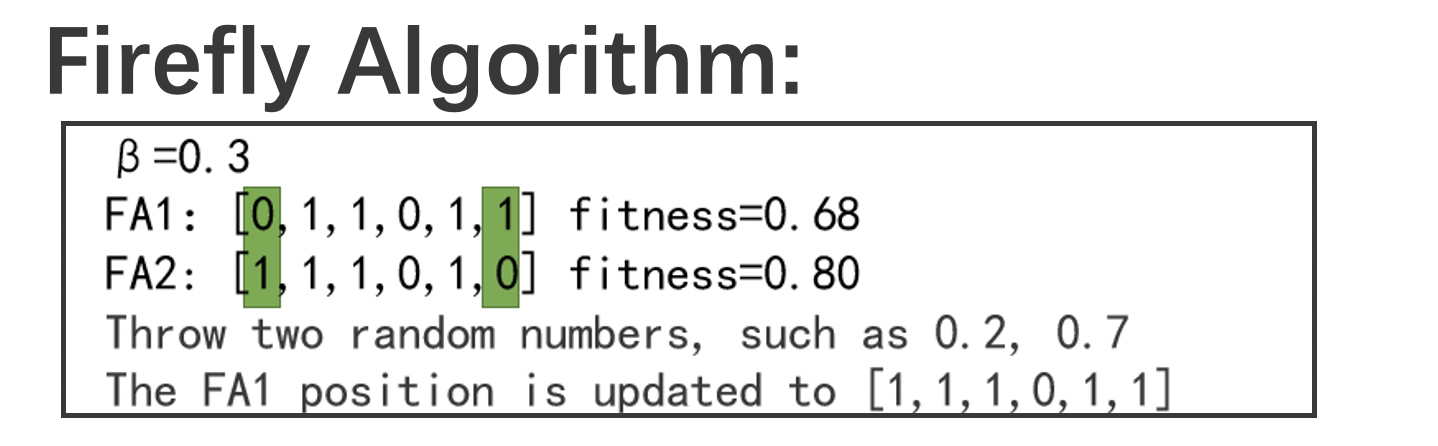 Firefly Algorithm:
β=0.3
FA1: [0,1,1,0,1,1] fitness=0.68
FA2: [1,1,1,0,1,0] fitness=0.80
Throw two random numbers, such as 0.2, 0.7
The FA1 position is updated to [1,1,1,0,1,1]